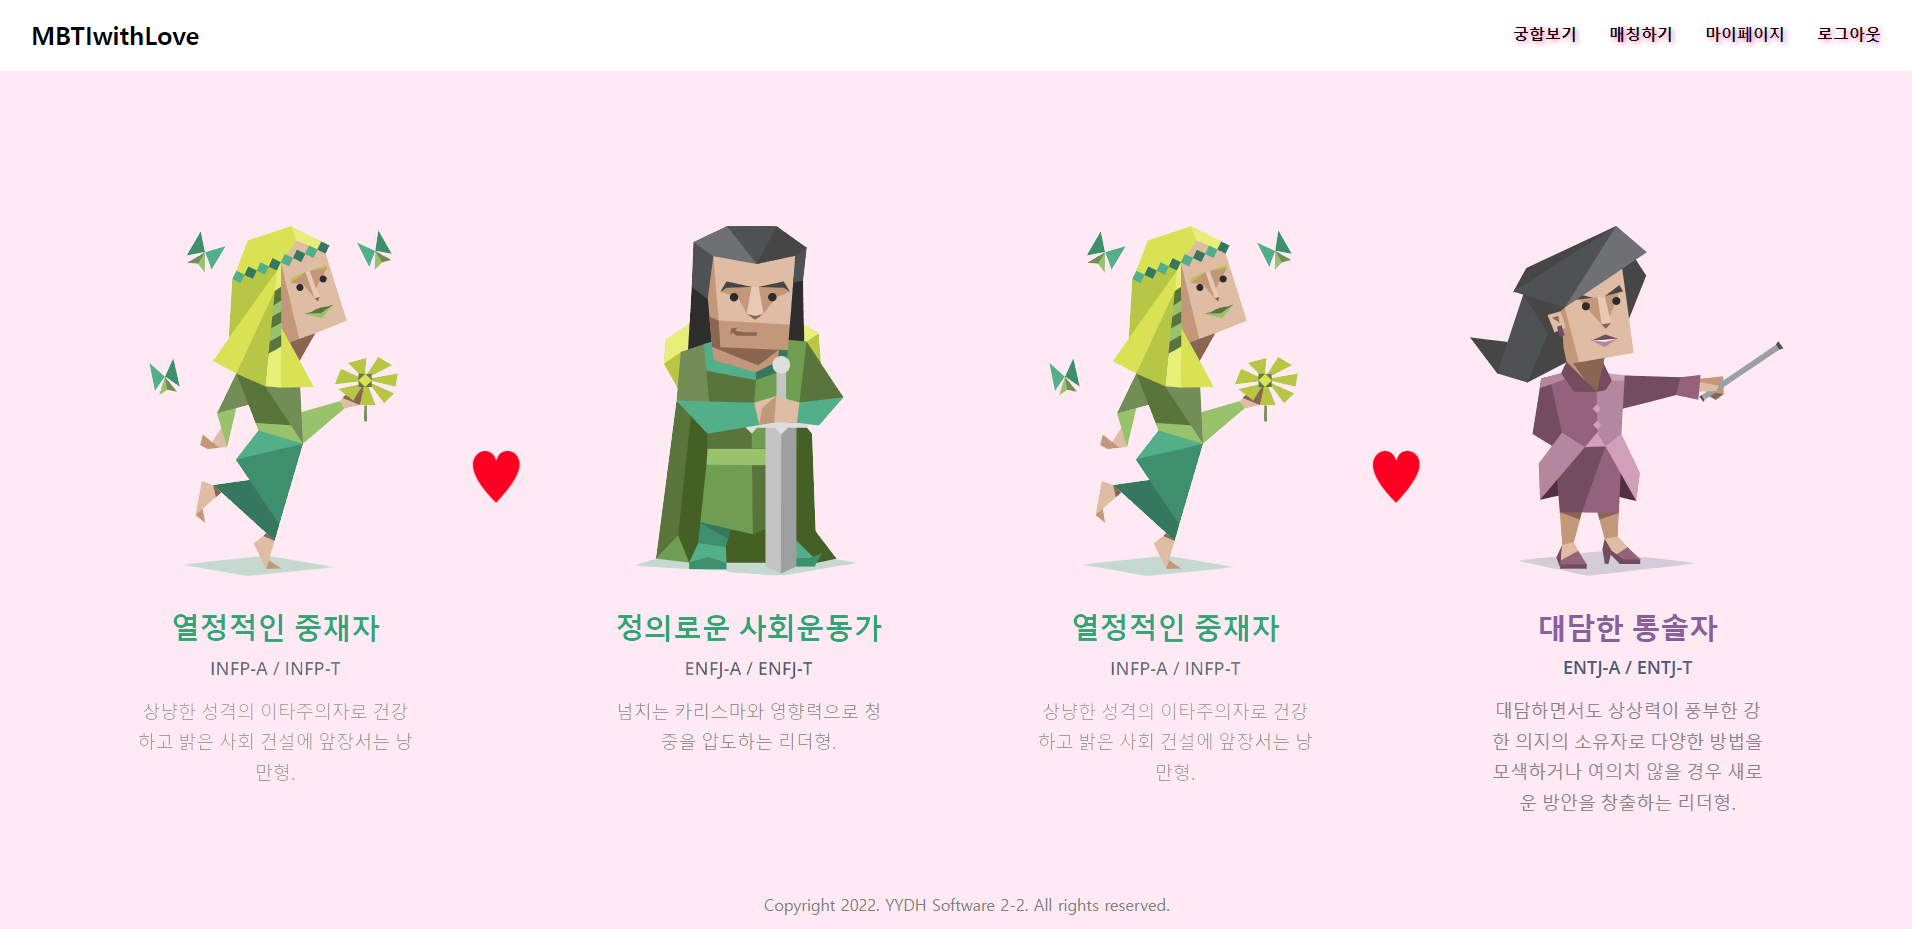 MBTIwithLove
궁합보기 매칭하기 마이페이지 로그아웃
열정적인 중재자
INFP-A / INFP-T
상냥한 성격의 이타주의자로 건강
하고 밝은 사회 건설에 앞장서는 낭
만형.
정의로운 사회운동가
ENFJ-A / ENFJ-T
넘치는 카리스마와 영향력으로 청
중을 압도하는 리더형.
열정적인 중재자
INFP-A / INFP-T
상냥한 성격의 이타주의자로 건강
하고 밝은 사회 건설에 앞장서는 낭
만형.
대담한 통솔자
ENTJ-A / ENTJ-T
대담하면서도 상상력이 풍부한 강
한 의지의 소유자로 다양한 방법을
모색하거나 여의치 않을 경우 새로
운 방안을 창출하는 리더형.
Copyright 2022. YYDH Software 2-2. All rights reserved.